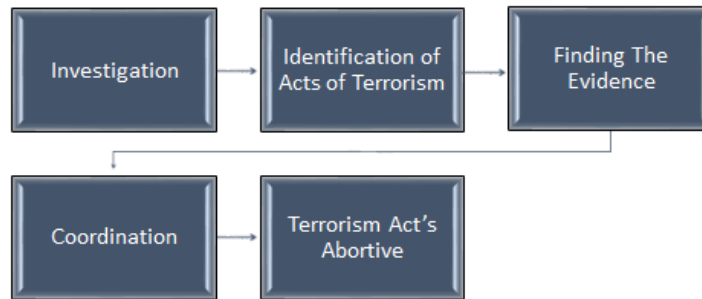 Investigation
Identification of
Acts of Terrorism
Finding The
Evidence
Coordination
Terrorism Act's
Abortive